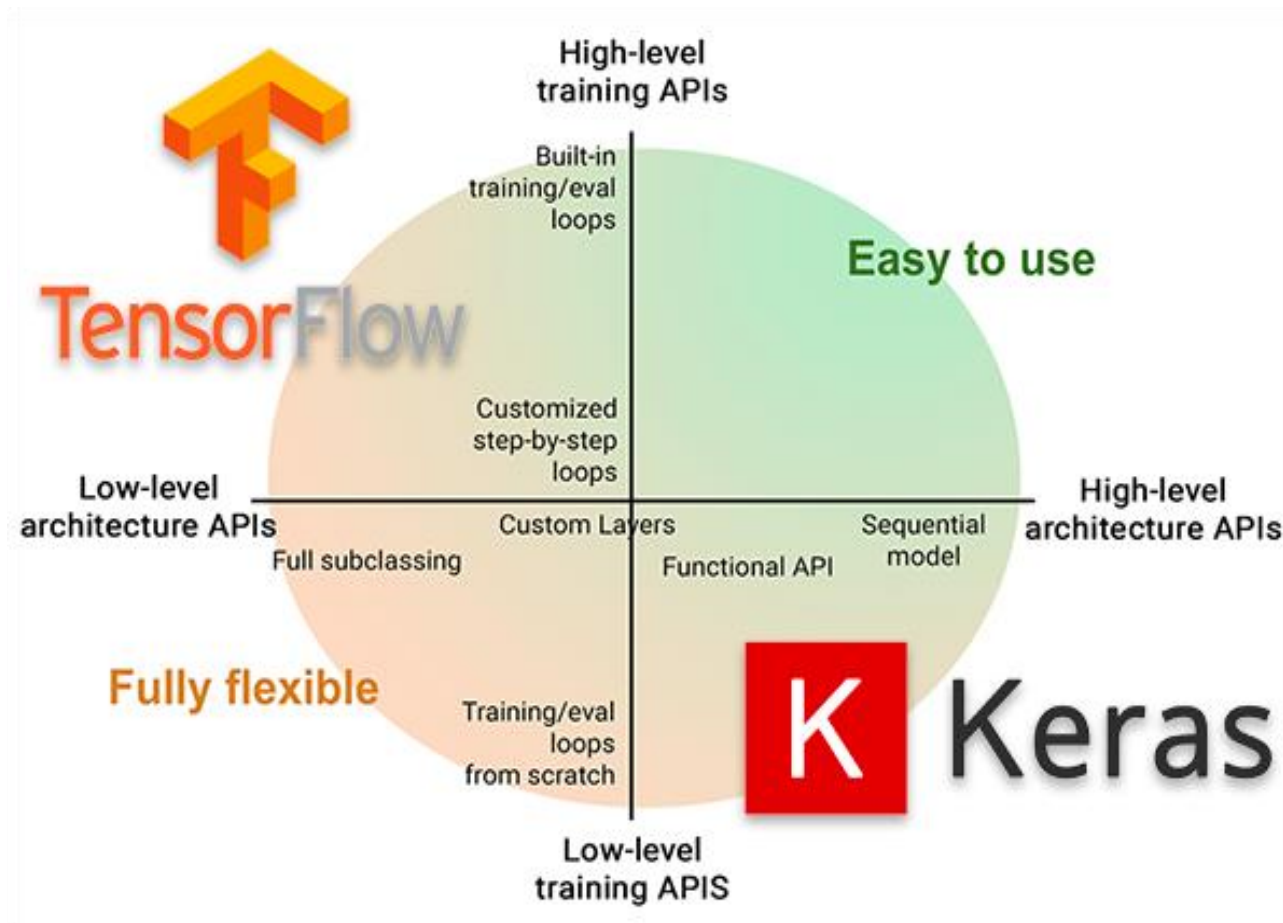 High-level
training APIs
Built-in
training/eval
loops
Easy to use
TensorFlow
Customized
step-by-step
loops
Low-level
architecture APIs
High-level
architecture APIs
Custom Layers
Sequential
model
Full subclassing
Functional API
Fully flexible
Training/eval
loops
from scratch
K Keras
Low-level
training APIS